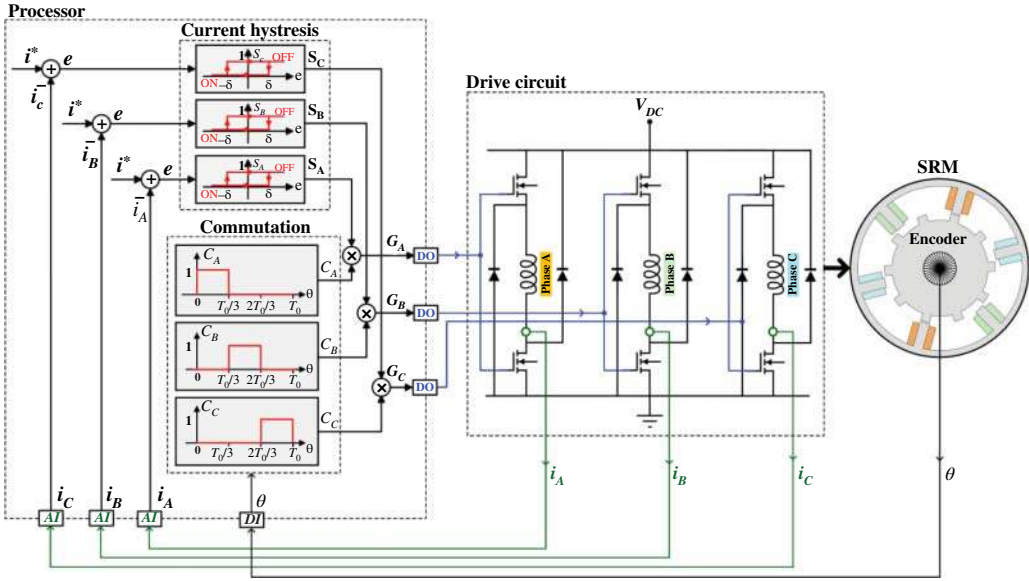 Processor
Current hystresis
i* e
1 S_c OFF
ON −δ δ e
S_C
i_c
−
i* e
1 S_B OFF
ON −δ δ e
S_B
i_B
−
i* e
1 S_A OFF
ON −δ δ e
S_A
i_A
−
Commutation
C_A
1
0 T_0/3 2T_0/3 T_0 θ
C_A
C_B
1
0 T_0/3 2T_0/3 T_0 θ
C_B
C_C
1
0 T_0/3 2T_0/3 T_0 θ
C_C
G_A DO
G_B DO
G_C DO
Drive circuit
V_DC
Phase A
Phase B
Phase C
SRM
Encoder
i_A
i_B
i_C
θ
i_C i_B i_A θ
AI AI AI DI